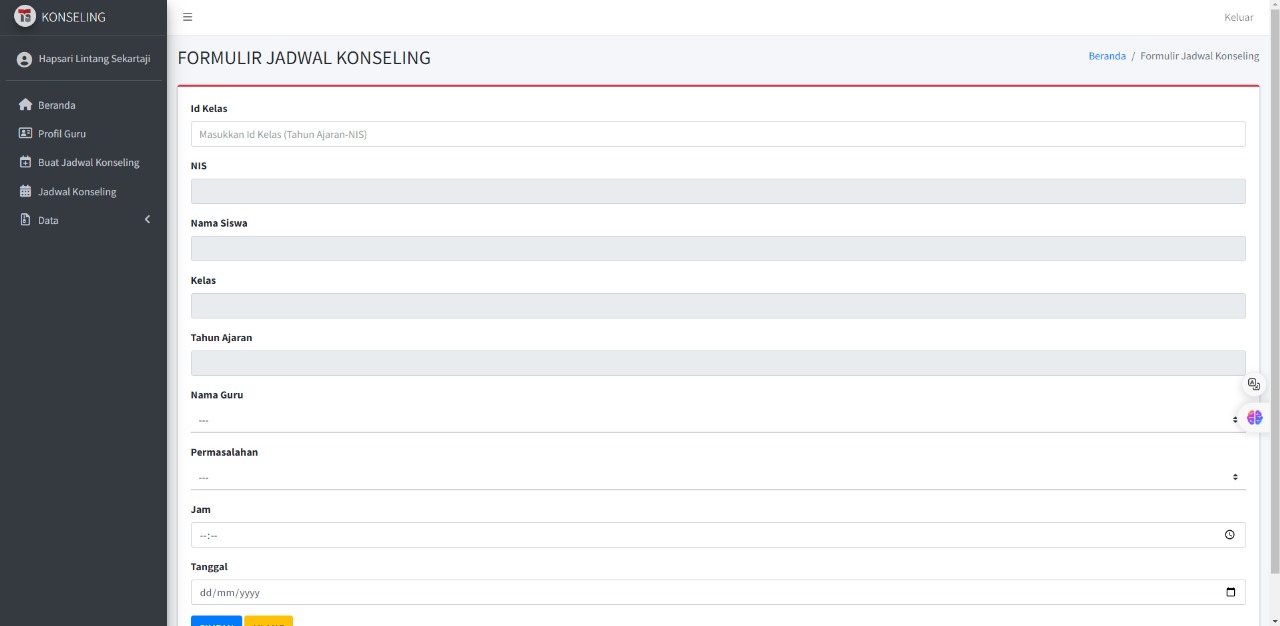 KONSELING
Keluar
Hapsari Lintang Sekartaji
FORMULIR JADWAL KONSELING
Beranda / Formulir Jadwal Konseling
Beranda
Profil Guru
Buat Jadwal Konseling
Jadwal Konseling
Data
Id Kelas
Masukkan Id Kelas (Tahun Ajaran-NIS)
NIS
Nama Siswa
Kelas
Tahun Ajaran
Nama Guru
---
Permasalahan
---
Jam
--:--
Tanggal
dd/mm/yyyy